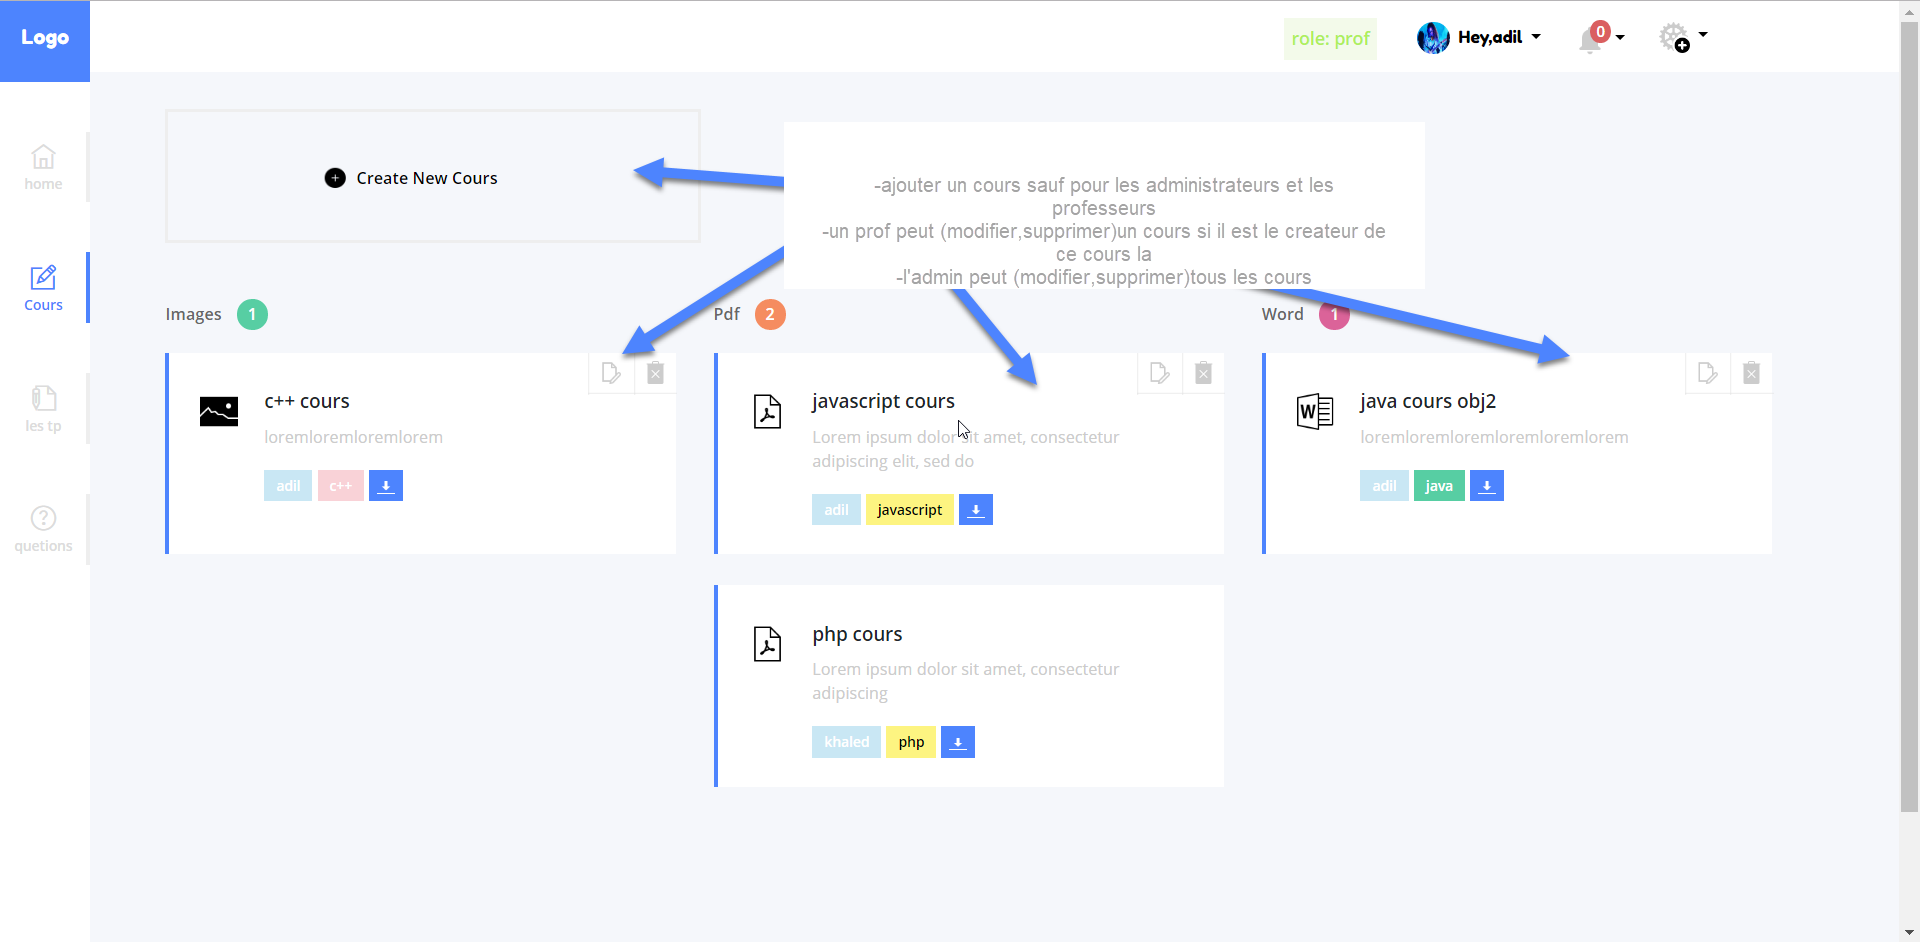 Logo
role: prof
Hey,adil
0
home
Cours
les tp
quetions
Create New Cours
-ajouter un cours sauf pour les administrateurs et les
professeurs
-un prof peut (modifier,supprimer)un cours si il est le createur de
ce cours la
-l'admin peut (modifier,supprimer)tous les cours
Images 1
Pdf 2
Word 1
c++ cours
loremloremloremlorem
adil c++
javascript cours
Lorem ipsum dolor sit amet, consectetur
adipiscing elit, sed do
adil javascript
W
java cours obj2
loremloremloremloremloremlorem
adil java
php cours
Lorem ipsum dolor sit amet, consectetur
adipiscing
khaled php